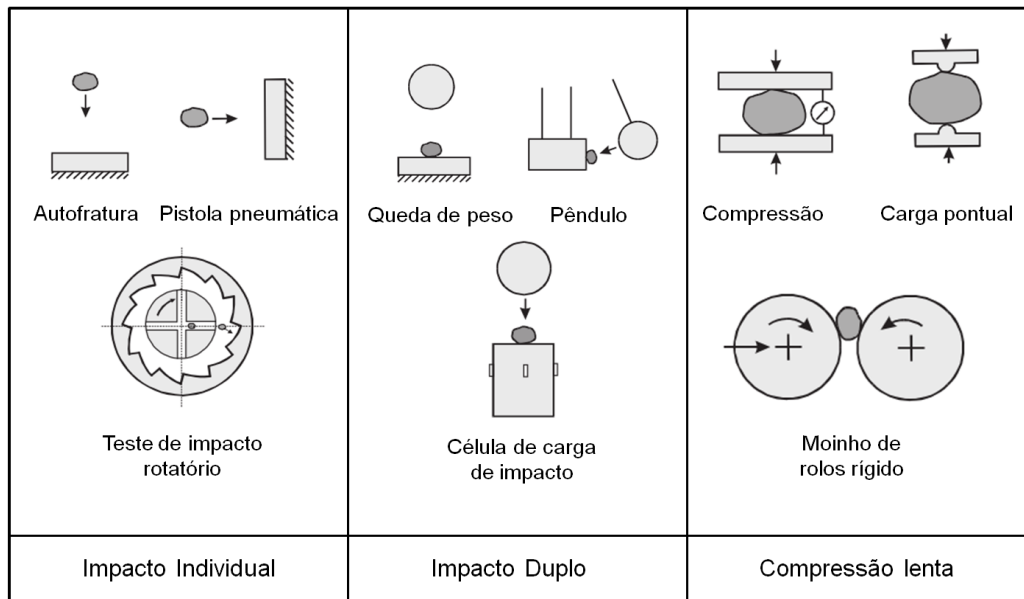 Autofratura
Pistola pneumática
Queda de peso
Pêndulo
Compressão
Carga pontual
Teste de impacto
rotatório
Célula de carga
de impacto
Moinho de
rolos rígido
Impacto Individual
Impacto Duplo
Compressão lenta